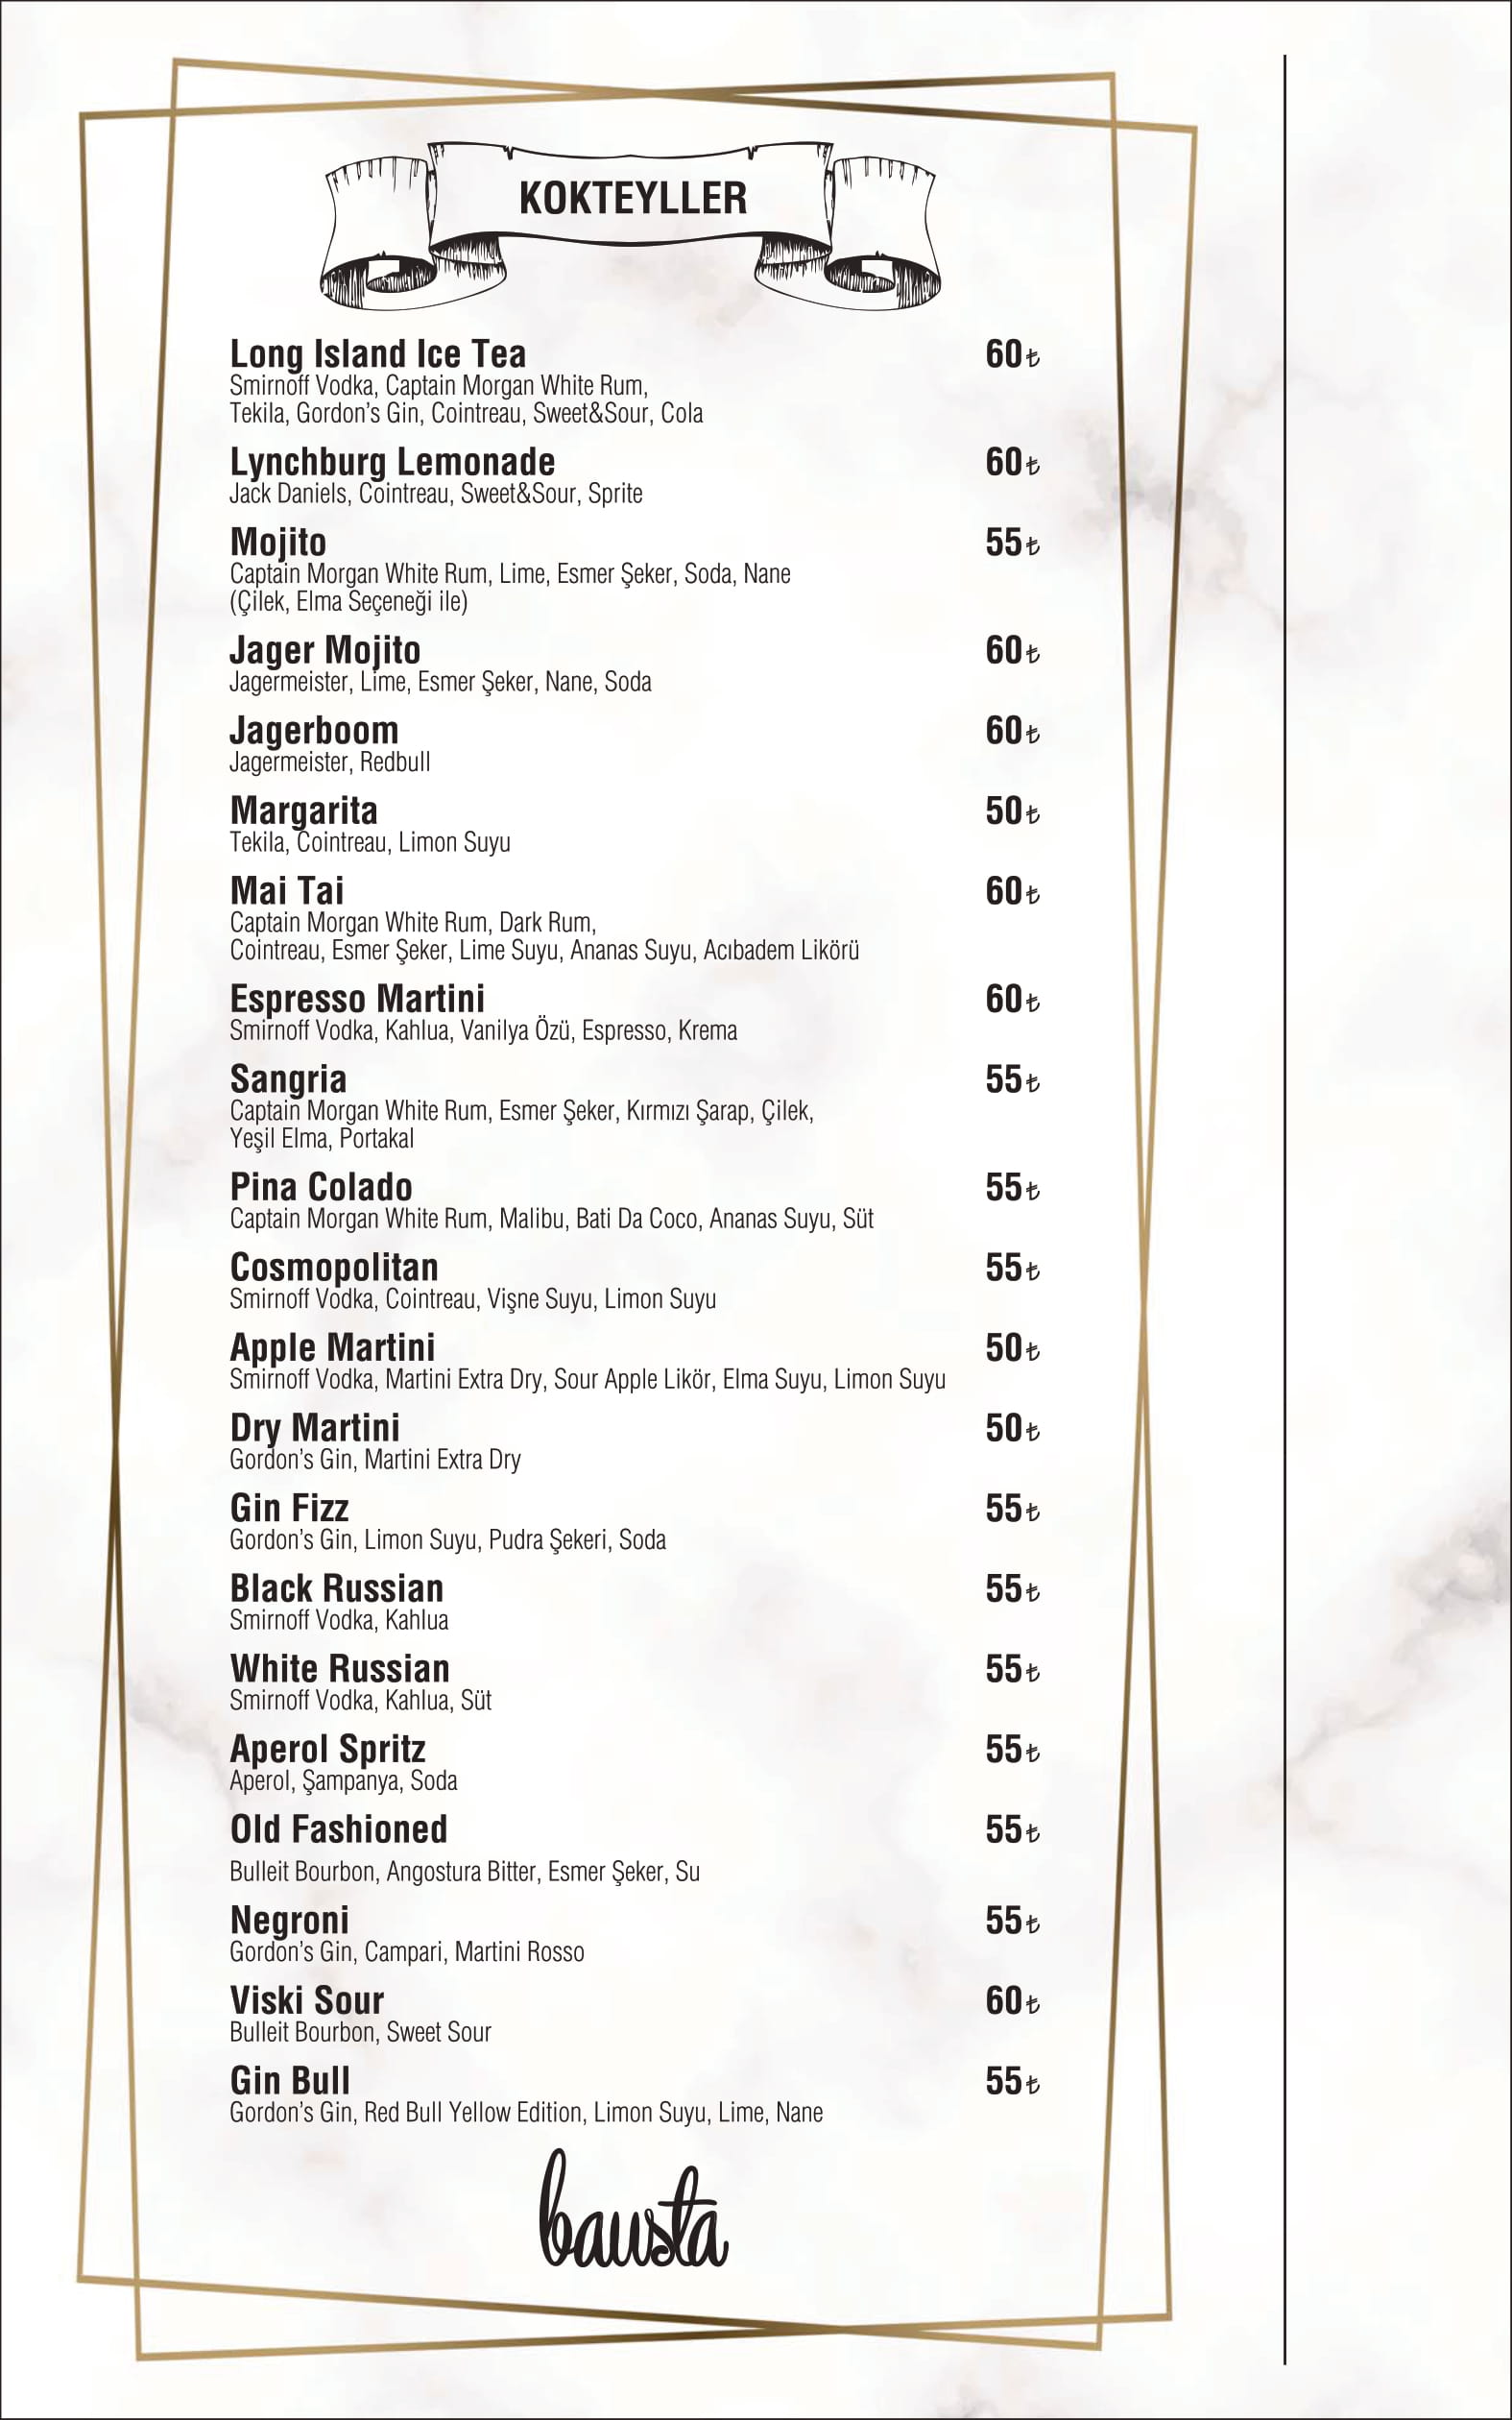 KOKTEYLLER
Long Island Ice Tea 60₺
Smirnoff Vodka, Captain Morgan White Rum,
Tekila, Gordon's Gin, Cointreau, Sweet&Sour, Cola
Lynchburg Lemonade 60₺
Jack Daniels, Cointreau, Sweet&Sour, Sprite
Mojito 55₺
Captain Morgan White Rum, Lime, Esmer Şeker, Soda, Nane
(Çilek, Elma Seçeneği ile)
Jager Mojito 60₺
Jagermeister, Lime, Esmer Şeker, Nane, Soda
Jagerboom 60₺
Jagermeister, Redbull
Margarita 50₺
Tekila, Cointreau, Limon Suyu
Mai Tai 60₺
Captain Morgan White Rum, Dark Rum,
Cointreau, Esmer Şeker, Lime Suyu, Ananas Suyu, Acıbadem Likörü
Espresso Martini 60₺
Smirnoff Vodka, Kahlua, Vanilya Özü, Espresso, Krema
Sangria 55₺
Captain Morgan White Rum, Esmer Şeker, Kırmızı Şarap, Çilek,
Yeşil Elma, Portakal
Pina Colado 55₺
Captain Morgan White Rum, Malibu, Bati Da Coco, Ananas Suyu, Süt
Cosmopolitan 55₺
Smirnoff Vodka, Cointreau, Vişne Suyu, Limon Suyu
Apple Martini 50₺
Smirnoff Vodka, Martini Extra Dry, Sour Apple Likör, Elma Suyu, Limon Suyu
Dry Martini 50₺
Gordon's Gin, Martini Extra Dry
Gin Fizz 55₺
Gordon's Gin, Limon Suyu, Pudra Şekeri, Soda
Black Russian 55₺
Smirnoff Vodka, Kahlua
White Russian 55₺
Smirnoff Vodka, Kahlua, Süt
Aperol Spritz 55₺
Aperol, Şampanya, Soda
Old Fashioned 55₺
Bulleit Bourbon, Angostura Bitter, Esmer Şeker, Su
Negroni 55₺
Gordon's Gin, Campari, Martini Rosso
Viski Sour 60₺
Bulleit Bourbon, Sweet Sour
Gin Bull 55₺
Gordon's Gin, Red Bull Yellow Edition, Limon Suyu, Lime, Nane
bausta